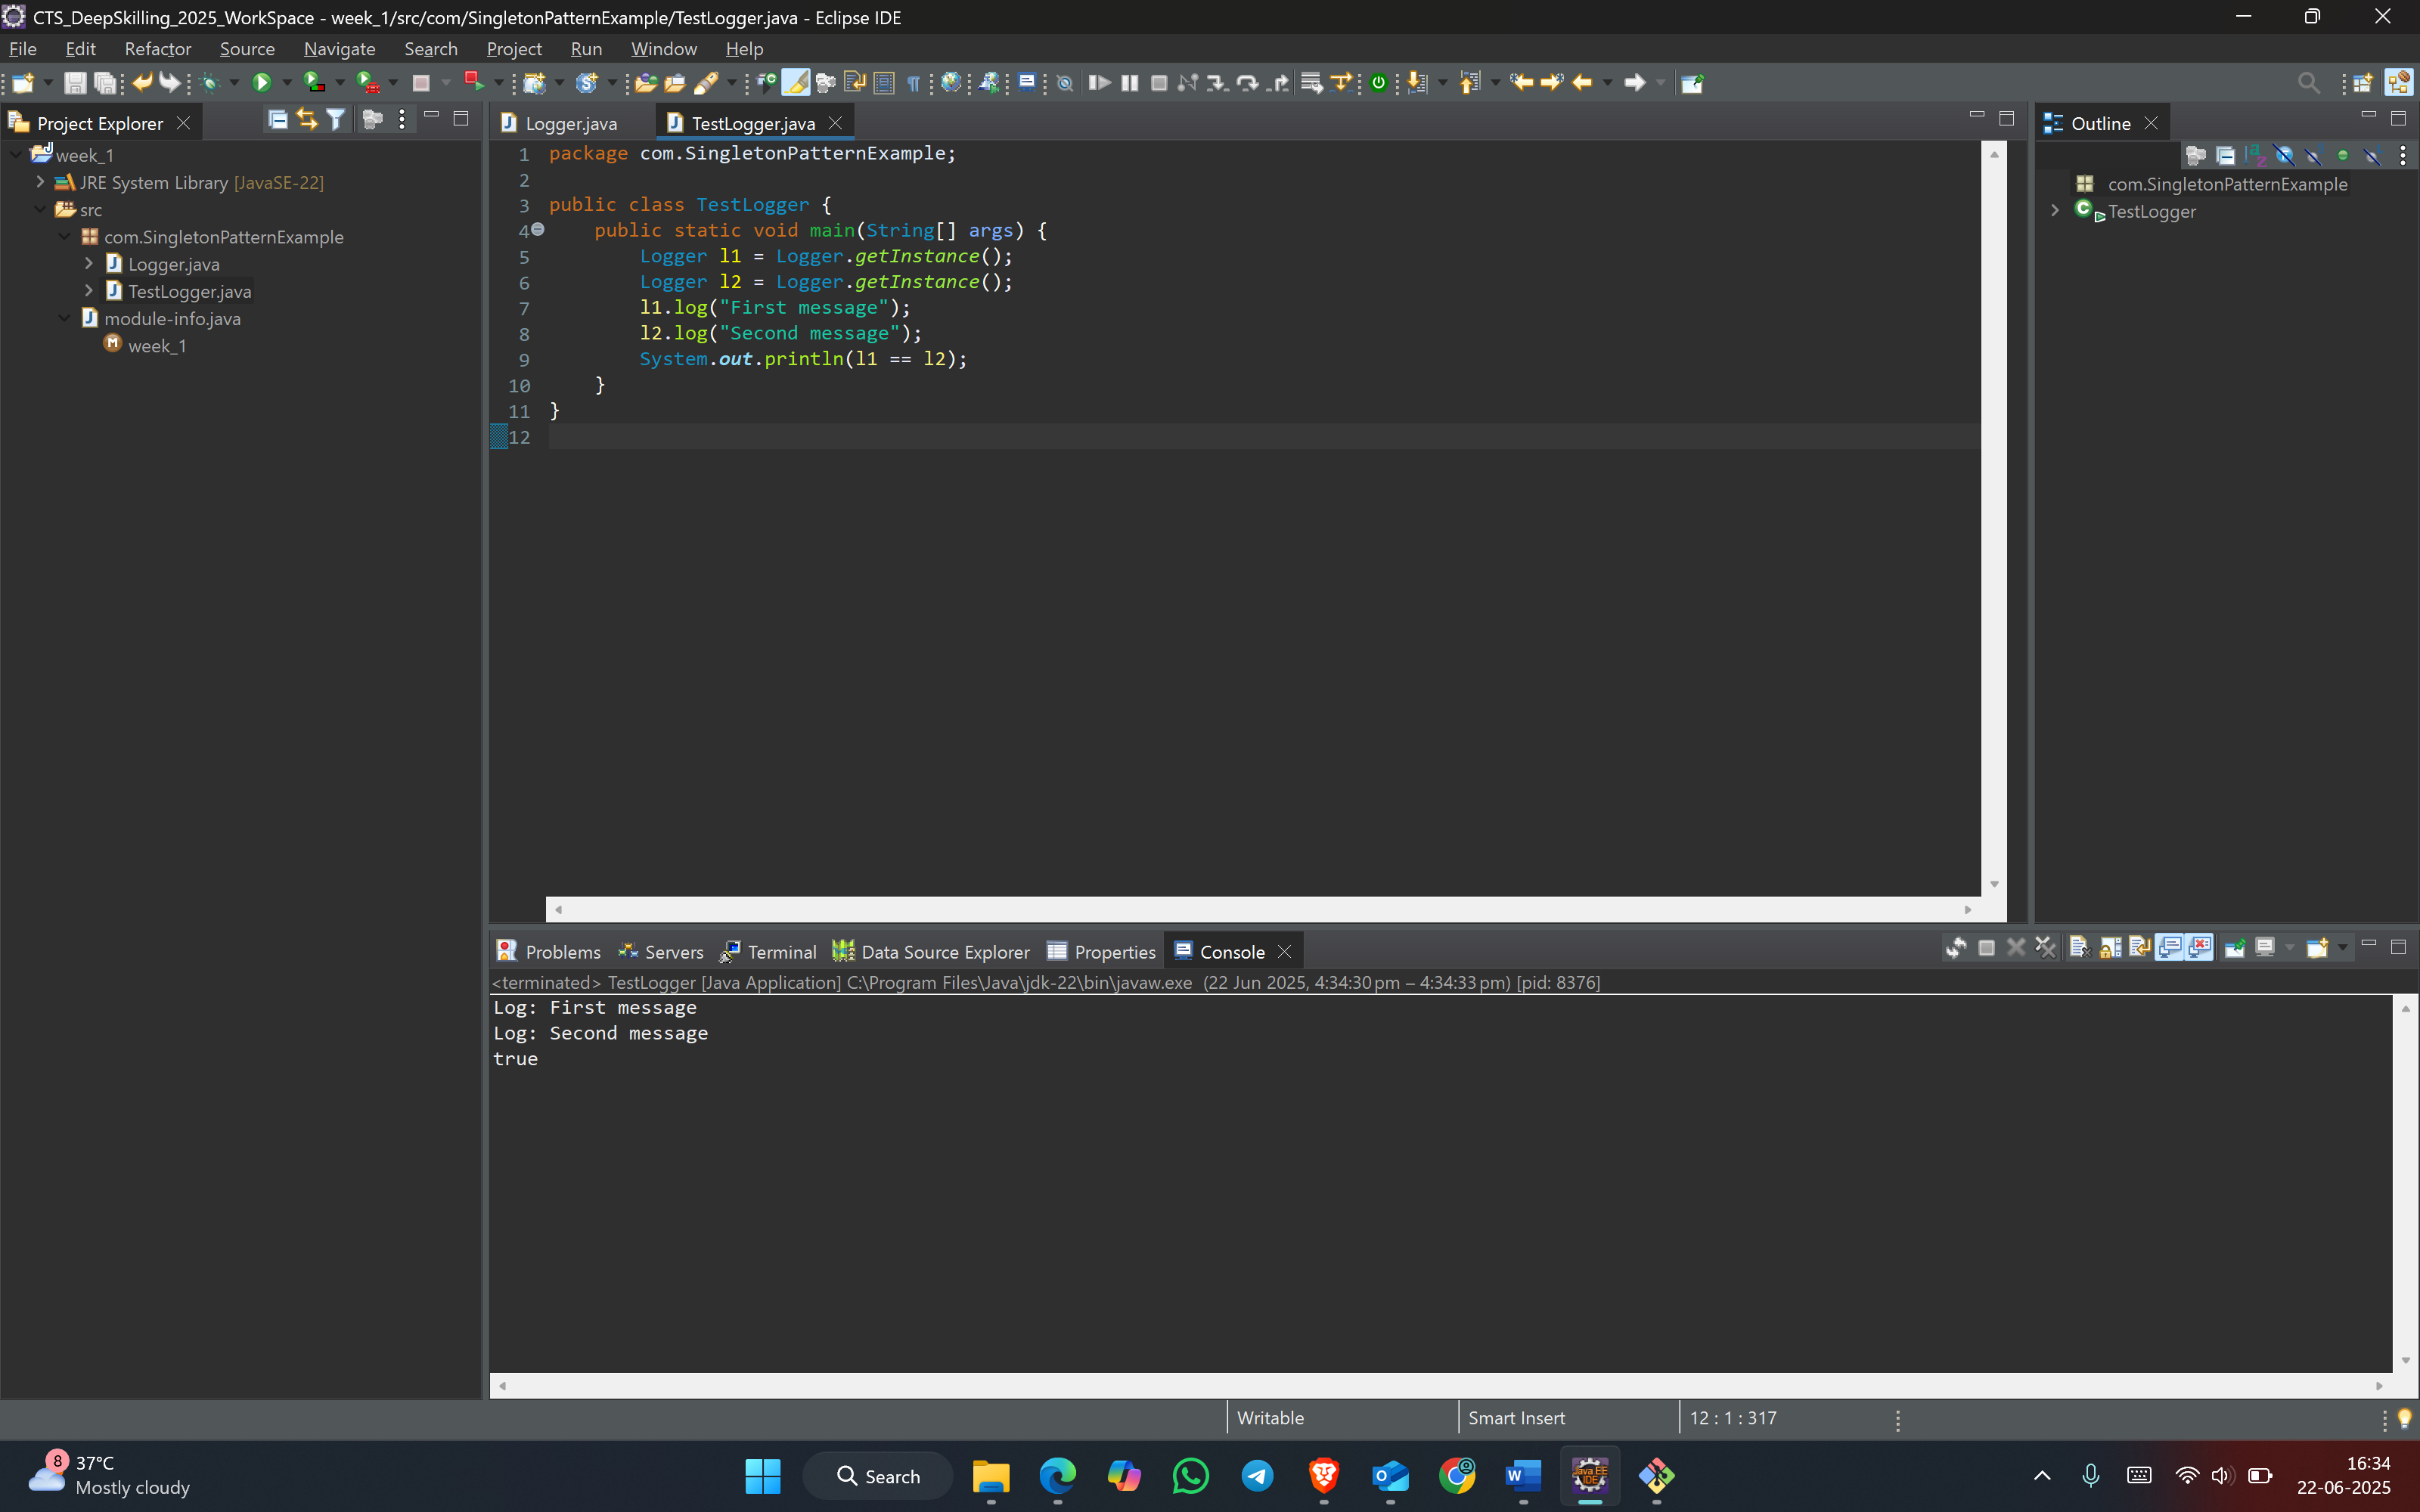 CTS_DeepSkilling_2025_WorkSpace - week_1/src/com/SingletonPatternExample/TestLogger.java - Eclipse IDE
File Edit Refactor Source Navigate Search Project Run Window Help
Project Explorer
week_1
JRE System Library [JavaSE-22]
src
com.SingletonPatternExample
Logger.java
TestLogger.java
module-info.java
week_1
Logger.java TestLogger.java
1 package com.SingletonPatternExample;
2
3 public class TestLogger {
4 public static void main(String[] args) {
5 Logger l1 = Logger.getInstance();
6 Logger l2 = Logger.getInstance();
7 l1.log("First message");
8 l2.log("Second message");
9 System.out.println(l1 == l2);
10 }
11 }
12
Outline
com.SingletonPatternExample
TestLogger
Problems Servers Terminal Data Source Explorer Properties Console
<terminated> TestLogger [Java Application] C:\Program Files\Java\jdk-22\bin\javaw.exe (22 Jun 2025, 4:34:30 pm – 4:34:33 pm) [pid: 8376]
Log: First message
Log: Second message
true
Writable Smart Insert 12 : 1 : 317
8
37°C
Mostly cloudy
Search
16:34
22-06-2025